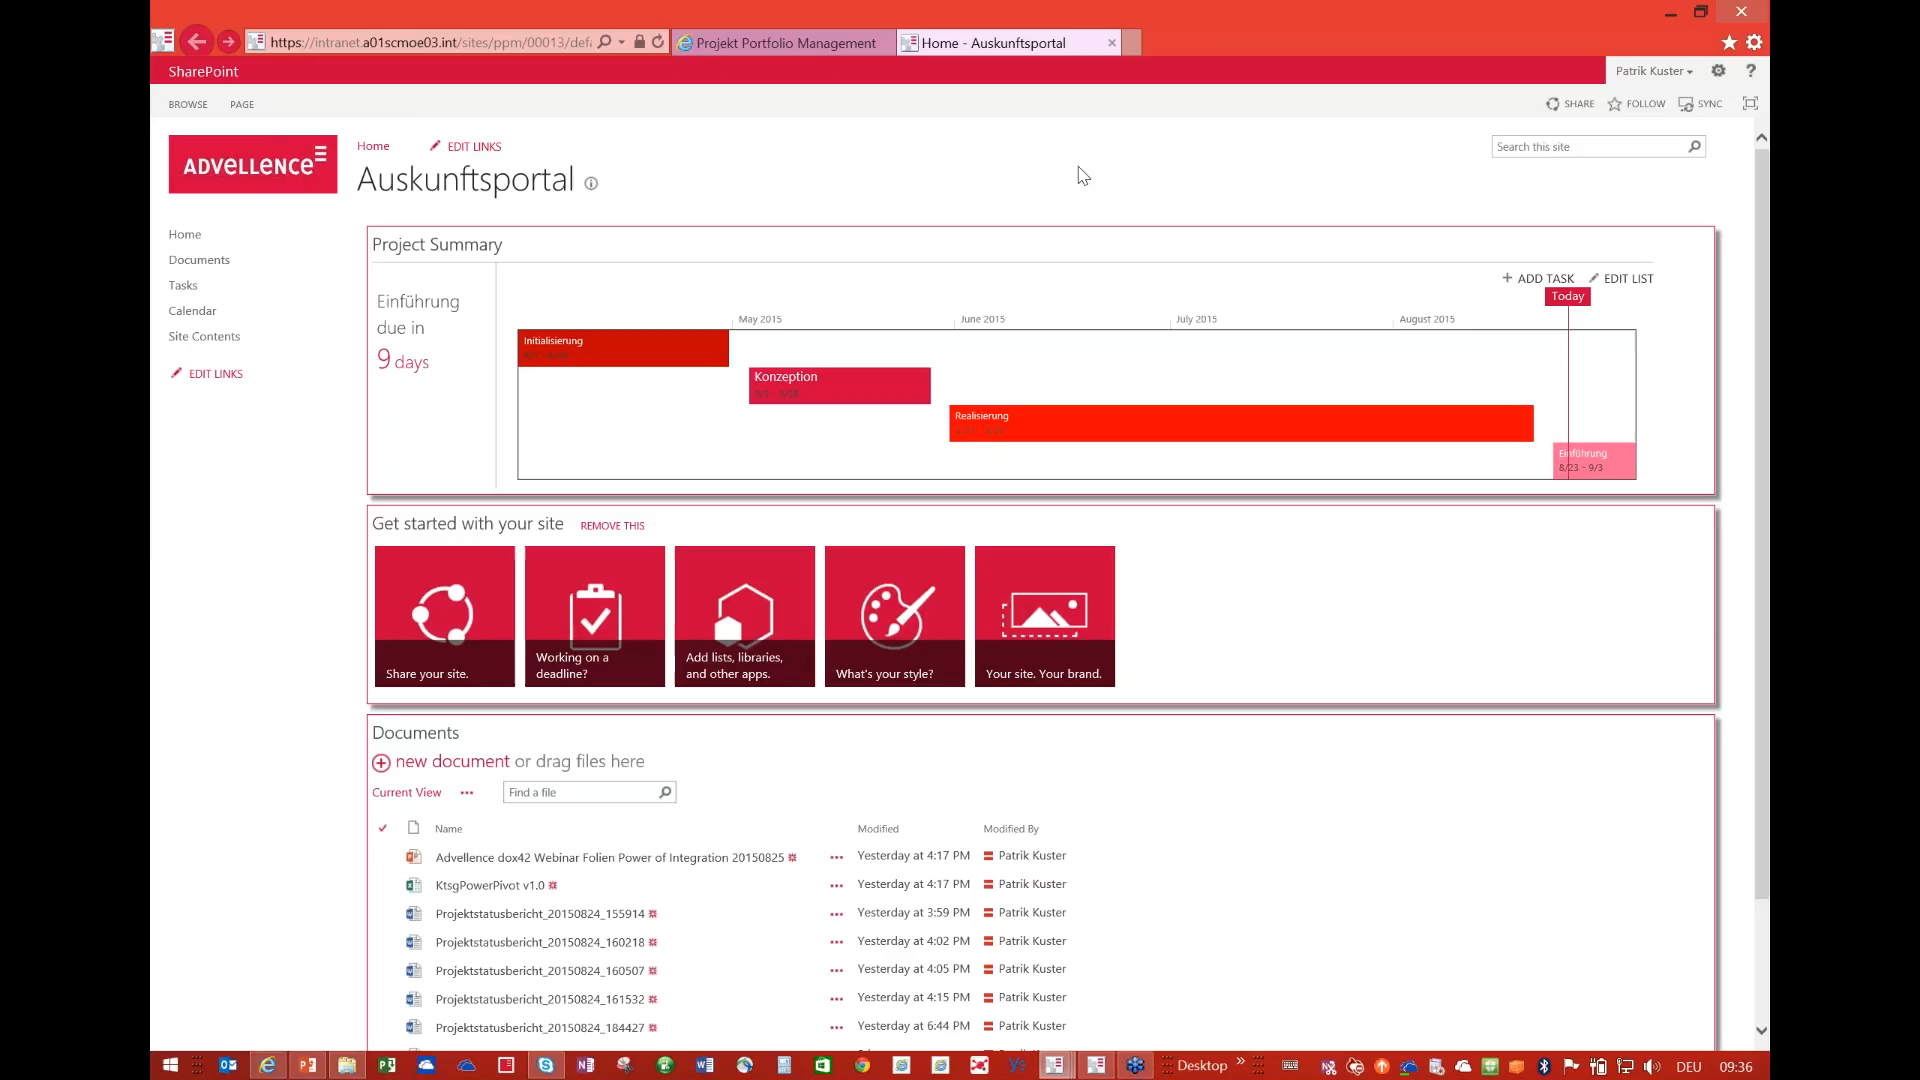 https://intranet.a01scmoe03.int/sites/ppm/00013/defa
Projekt Portfolio Management
Home - Auskunftsportal
SharePoint
Patrik Kuster
?
BROWSE PAGE
SHARE FOLLOW SYNC
ADVELLENCE
Home EDIT LINKS
Search this site
Auskunftsportal
Home
Documents
Tasks
Calendar
Site Contents
EDIT LINKS
Project Summary
+ ADD TASK EDIT LIST
Today
Einführung
due in
9 days
May 2015 June 2015 July 2015 August 2015
Initialisierung
Konzeption
Realisierung
Einführung
8/23 - 9/3
Get started with your site REMOVE THIS
Share your site.
Working on a
deadline?
Add lists, libraries,
and other apps.
What's your style?
Your site. Your brand.
Documents
new document or drag files here
Current View ••• Find a file
Name Modified Modified By
Advellence dox42 Webinar Folien Power of Integration 20150825 ••• Yesterday at 4:17 PM Patrik Kuster
KtsgPowerPivot v1.0 ••• Yesterday at 4:17 PM Patrik Kuster
Projektstatusbericht_20150824_155914 ••• Yesterday at 3:59 PM Patrik Kuster
Projektstatusbericht_20150824_160218 ••• Yesterday at 4:02 PM Patrik Kuster
Projektstatusbericht_20150824_160507 ••• Yesterday at 4:05 PM Patrik Kuster
Projektstatusbericht_20150824_161532 ••• Yesterday at 4:15 PM Patrik Kuster
Projektstatusbericht_20150824_184427 ••• Yesterday at 6:44 PM Patrik Kuster
Desktop » DEU 09:36